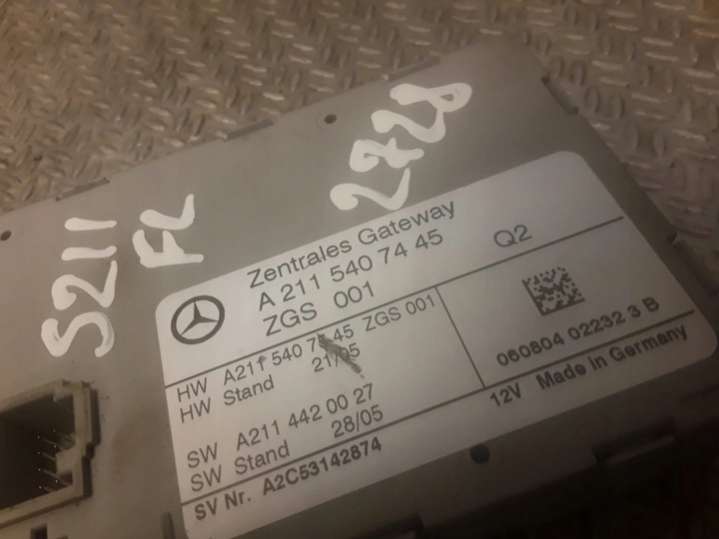 S211
FL
2728
Zentrales Gateway
A 211 540 74 45
Q2
ZGS 001
HW A211 540 74 45 ZGS 001
HW Stand 21/05
SW A211 442 00 27
SW Stand 28/05
SV Nr. A2C53142874
060804 02232 3 B
12V Made in Germany